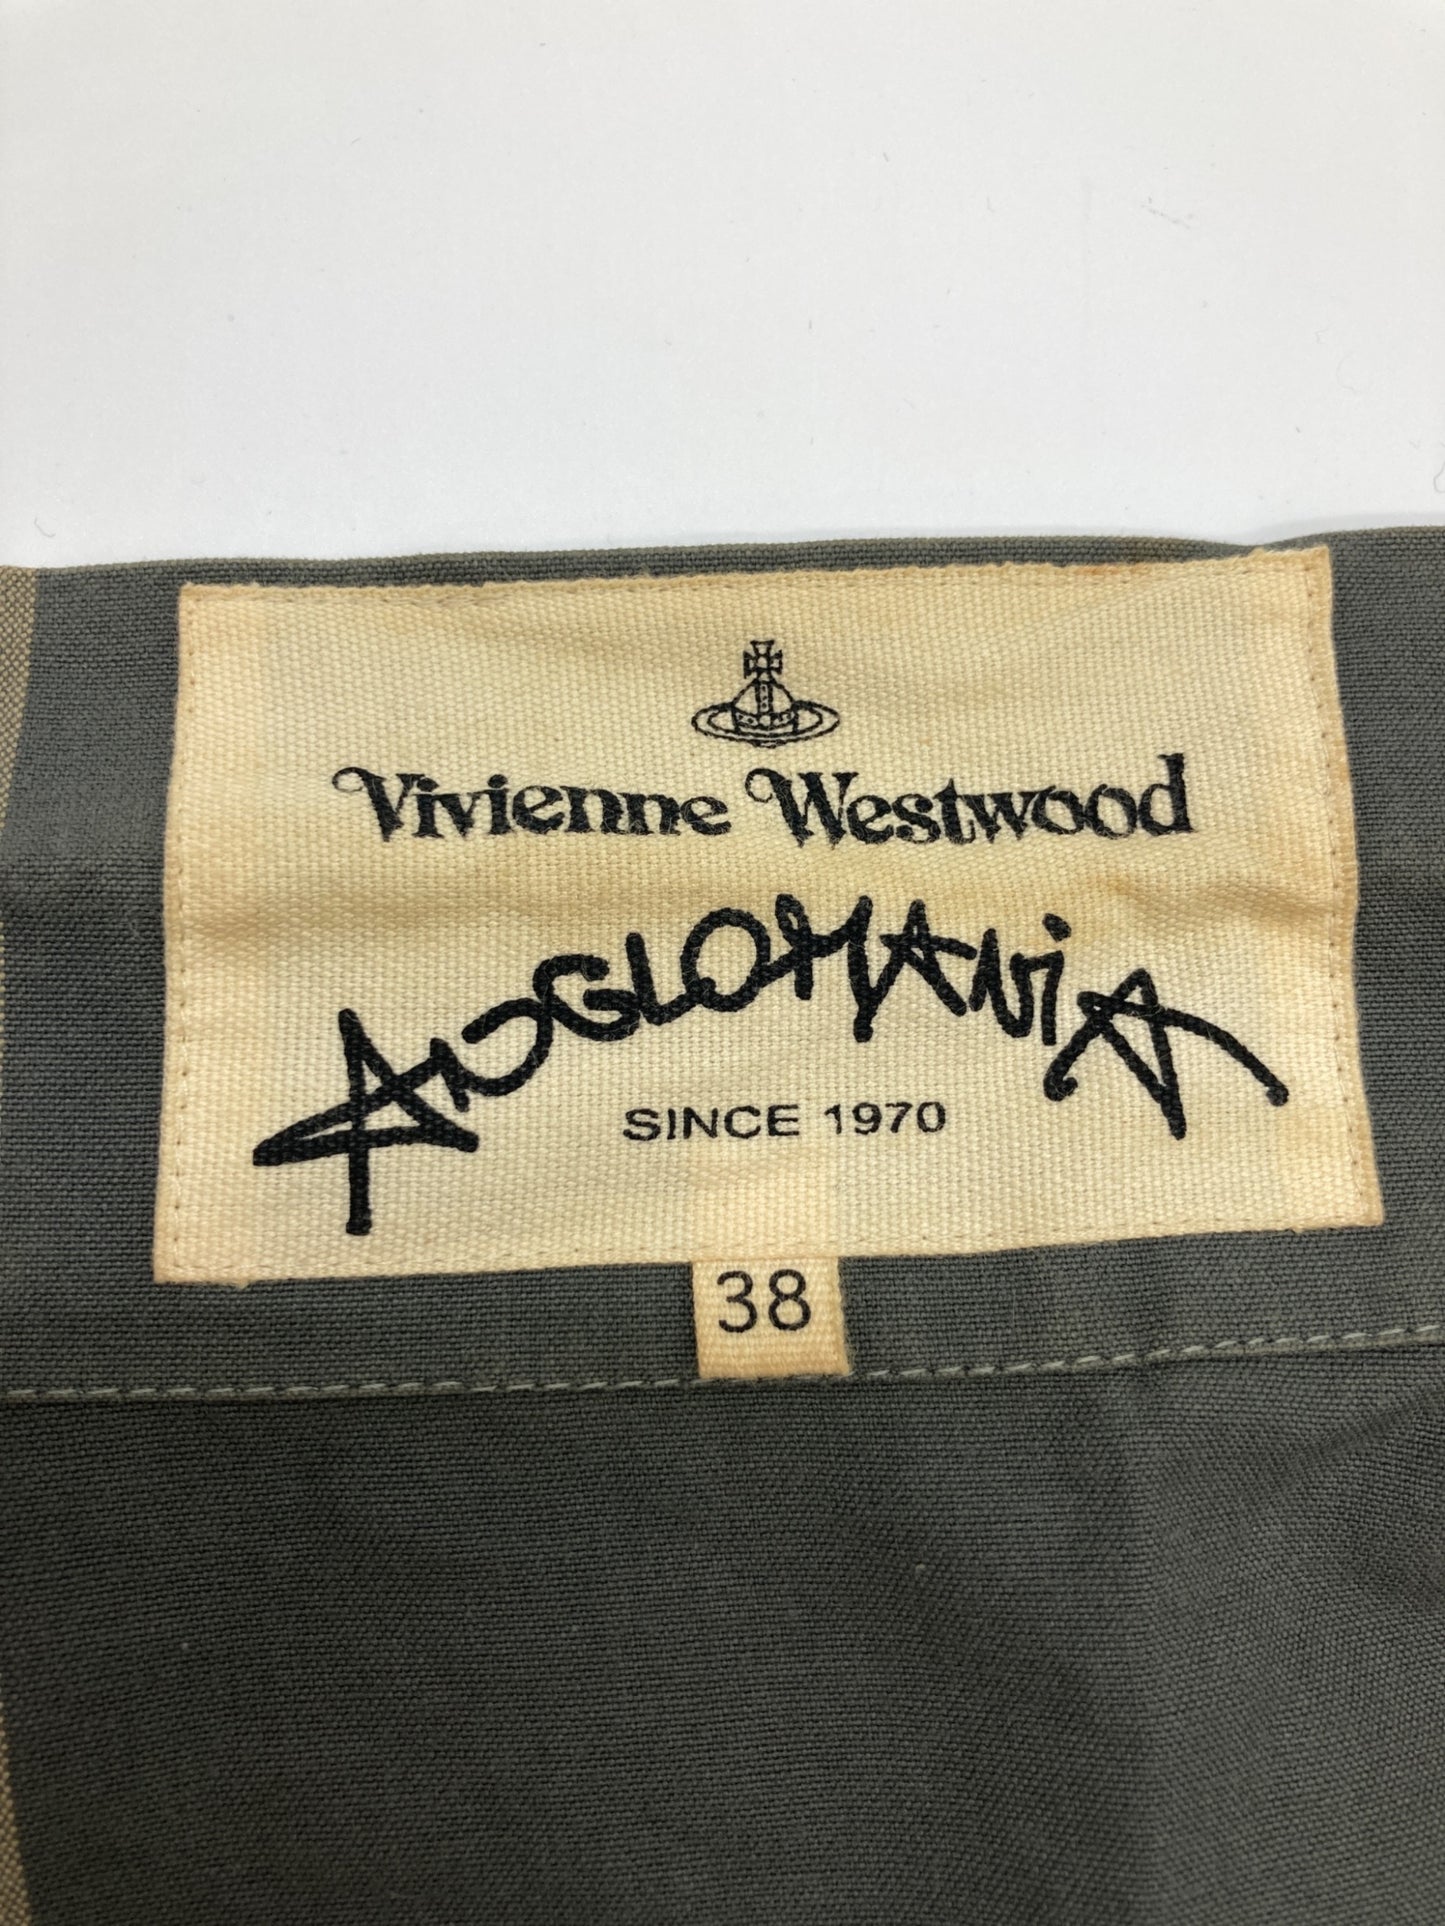 Vivienne Westwood
ANGLOMANiA
SINCE 1970
38